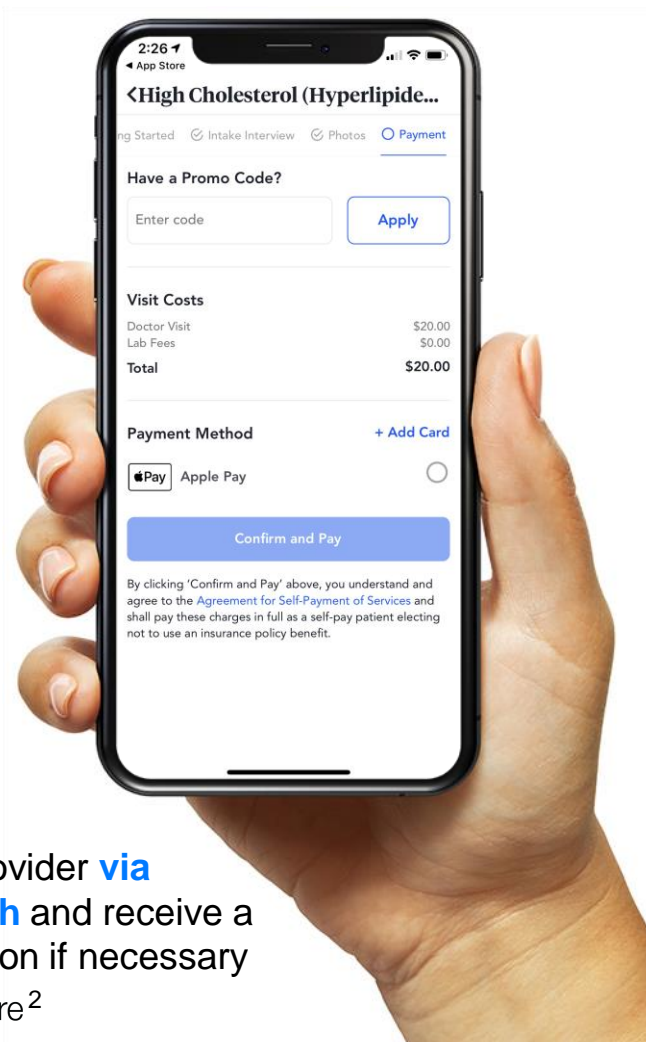 2:26
◀ App Store
<High Cholesterol (Hyperlipide...
ng Started Intake Interview Photos Payment
Have a Promo Code?
Enter code Apply
Visit Costs
Doctor Visit $20.00
Lab Fees $0.00
Total $20.00
Payment Method + Add Card
Pay Apple Pay
Confirm and Pay
By clicking ‘Confirm and Pay’ above, you understand and
agree to the Agreement for Self-Payment of Services and
shall pay these charges in full as a self-pay patient electing
not to use an insurance policy benefit.
ovider via
h and receive a
on if necessary
re²